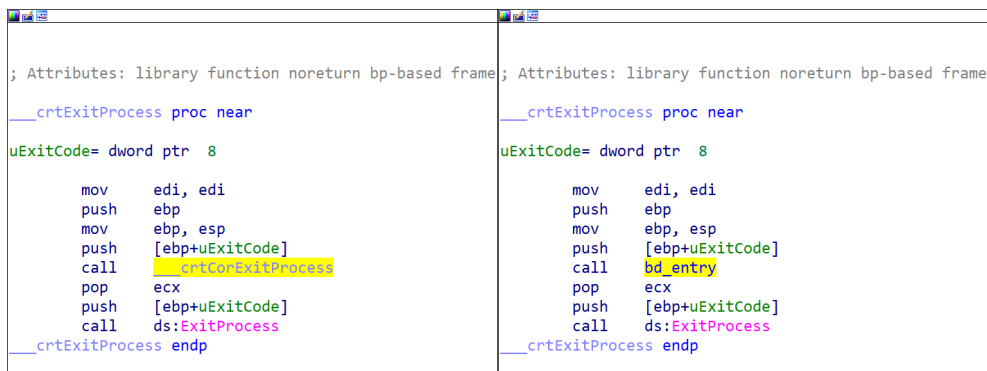 ; Attributes: library function noreturn bp-based frame
___crtExitProcess proc near
uExitCode= dword ptr  8
mov     edi, edi
push    ebp
mov     ebp, esp
push    [ebp+uExitCode]
call    ___crtCorExitProcess
pop     ecx
push    [ebp+uExitCode]
call    ds:ExitProcess
___crtExitProcess endp
; Attributes: library function noreturn bp-based frame
___crtExitProcess proc near
uExitCode= dword ptr  8
mov     edi, edi
push    ebp
mov     ebp, esp
push    [ebp+uExitCode]
call    bd_entry
pop     ecx
push    [ebp+uExitCode]
call    ds:ExitProcess
___crtExitProcess endp